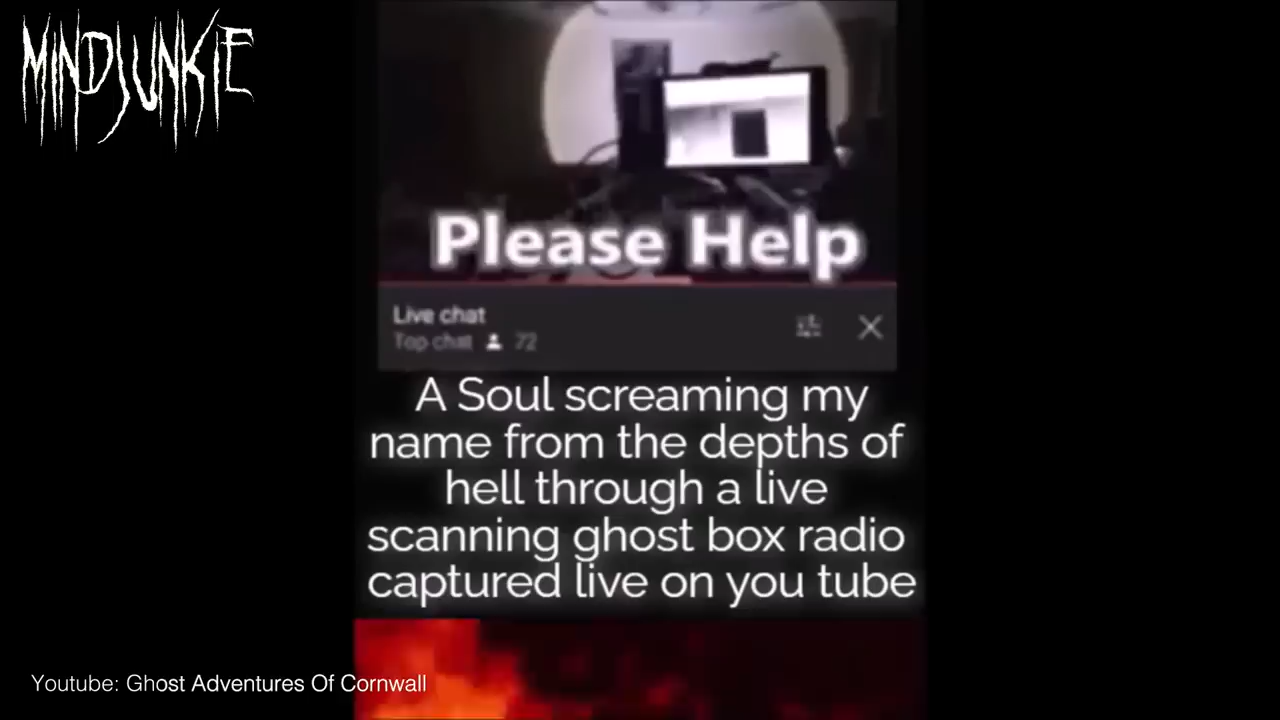 MINDJUNKIE
Please Help
Live chat
Top chat 72
A Soul screaming my
name from the depths of
hell through a live
scanning ghost box radio
captured live on you tube
Youtube: Ghost Adventures Of Cornwall